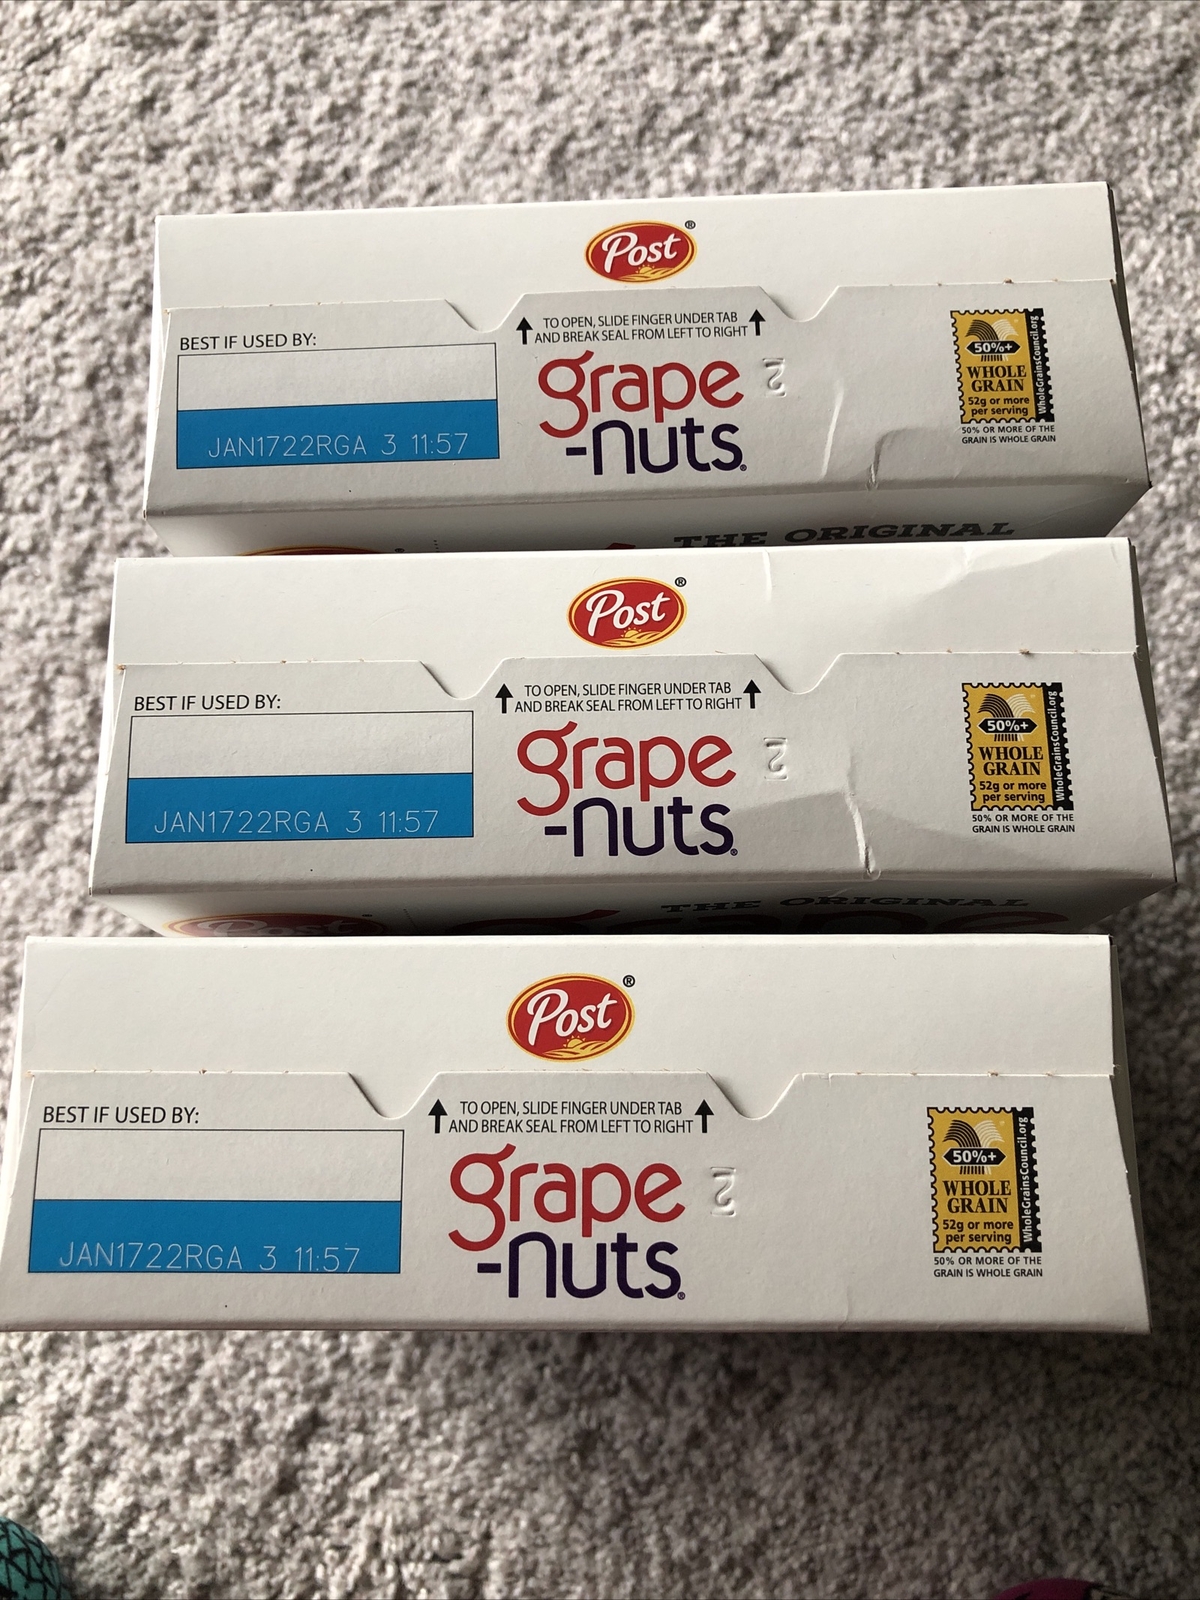 Post®
TO OPEN, SLIDE FINGER UNDER TAB
AND BREAK SEAL FROM LEFT TO RIGHT
BEST IF USED BY:
JAN1722RGA 3 11:57
grape
-nuts®
2
50%+
WHOLE
GRAIN
52g or more
per serving
WholeGrainsCouncil.org
50% OR MORE OF THE
GRAIN IS WHOLE GRAIN
THE ORIGINAL
Post®
TO OPEN, SLIDE FINGER UNDER TAB
AND BREAK SEAL FROM LEFT TO RIGHT
BEST IF USED BY:
JAN1722RGA 3 11:57
grape
-nuts®
2
50%+
WHOLE
GRAIN
52g or more
per serving
WholeGrainsCouncil.org
50% OR MORE OF THE
GRAIN IS WHOLE GRAIN
THE ORIGINAL
Post
Post®
TO OPEN, SLIDE FINGER UNDER TAB
AND BREAK SEAL FROM LEFT TO RIGHT
BEST IF USED BY:
JAN1722RGA 3 11:57
grape
-nuts®
2
50%+
WHOLE
GRAIN
52g or more
per serving
WholeGrainsCouncil.org
50% OR MORE OF THE
GRAIN IS WHOLE GRAIN